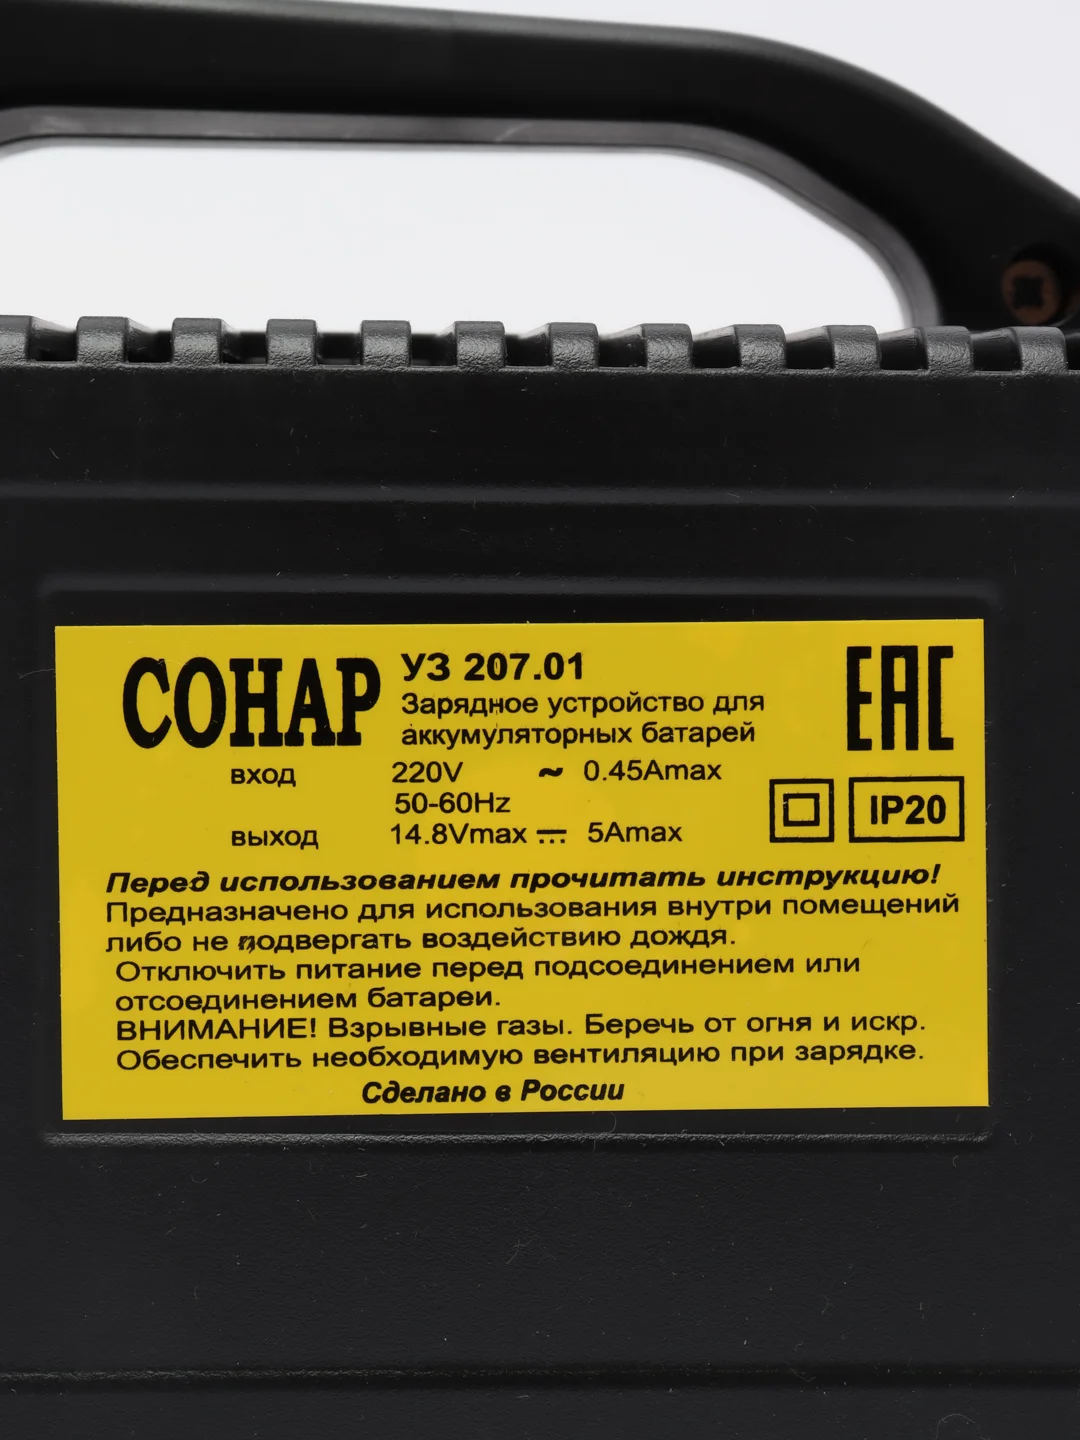 СОНАР
УЗ 207.01
Зарядное устройство для
аккумуляторных батарей
EAC
вход 220V ~ 0.45Amax
50-60Hz
выход 14.8Vmax ⎓ 5Amax
IP20
Перед использованием прочитать инструкцию!
Предназначено для использования внутри помещений
либо не подвергать воздействию дождя.
Отключить питание перед подсоединением или
отсоединением батареи.
ВНИМАНИЕ! Взрывные газы. Беречь от огня и искр.
Обеспечить необходимую вентиляцию при зарядке.
Сделано в России